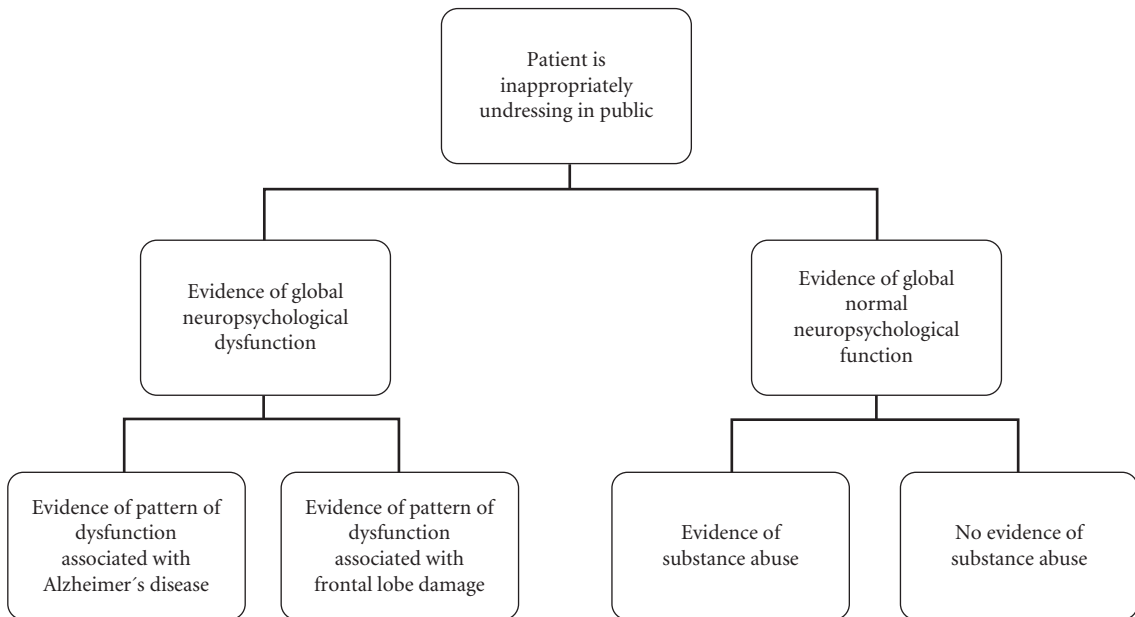 Patient is
inappropriately
undressing in public
Evidence of global
neuropsychological
dysfunction
Evidence of global
normal
neuropsychological
function
Evidence of pattern of
dysfunction
associated with
Alzheimer´s disease
Evidence of pattern of
dysfunction
associated with
frontal lobe damage
Evidence of
substance abuse
No evidence of
substance abuse